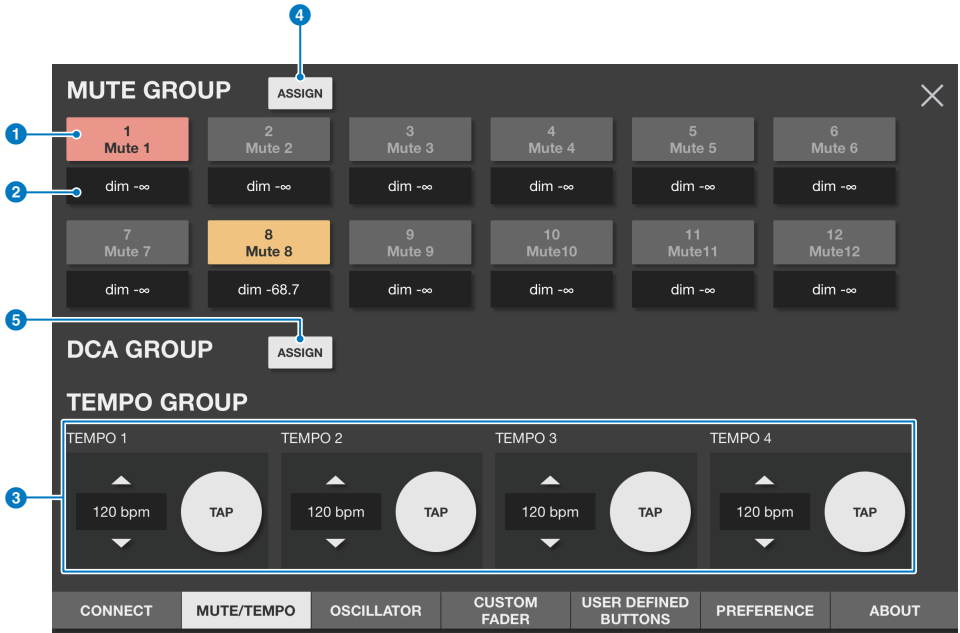 4
MUTE GROUP ASSIGN
1
1 2 3 4 5 6
Mute 1 Mute 2 Mute 3 Mute 4 Mute 5 Mute 6
2
dim -∞ dim -∞ dim -∞ dim -∞ dim -∞ dim -∞
7 8 9 10 11 12
Mute 7 Mute 8 Mute 9 Mute10 Mute11 Mute12
dim -∞ dim -68.7 dim -∞ dim -∞ dim -∞ dim -∞
5
DCA GROUP ASSIGN
TEMPO GROUP
TEMPO 1 TEMPO 2 TEMPO 3 TEMPO 4
3
120 bpm TAP 120 bpm TAP 120 bpm TAP 120 bpm TAP
CONNECT MUTE/TEMPO OSCILLATOR CUSTOM FADER USER DEFINED BUTTONS PREFERENCE ABOUT